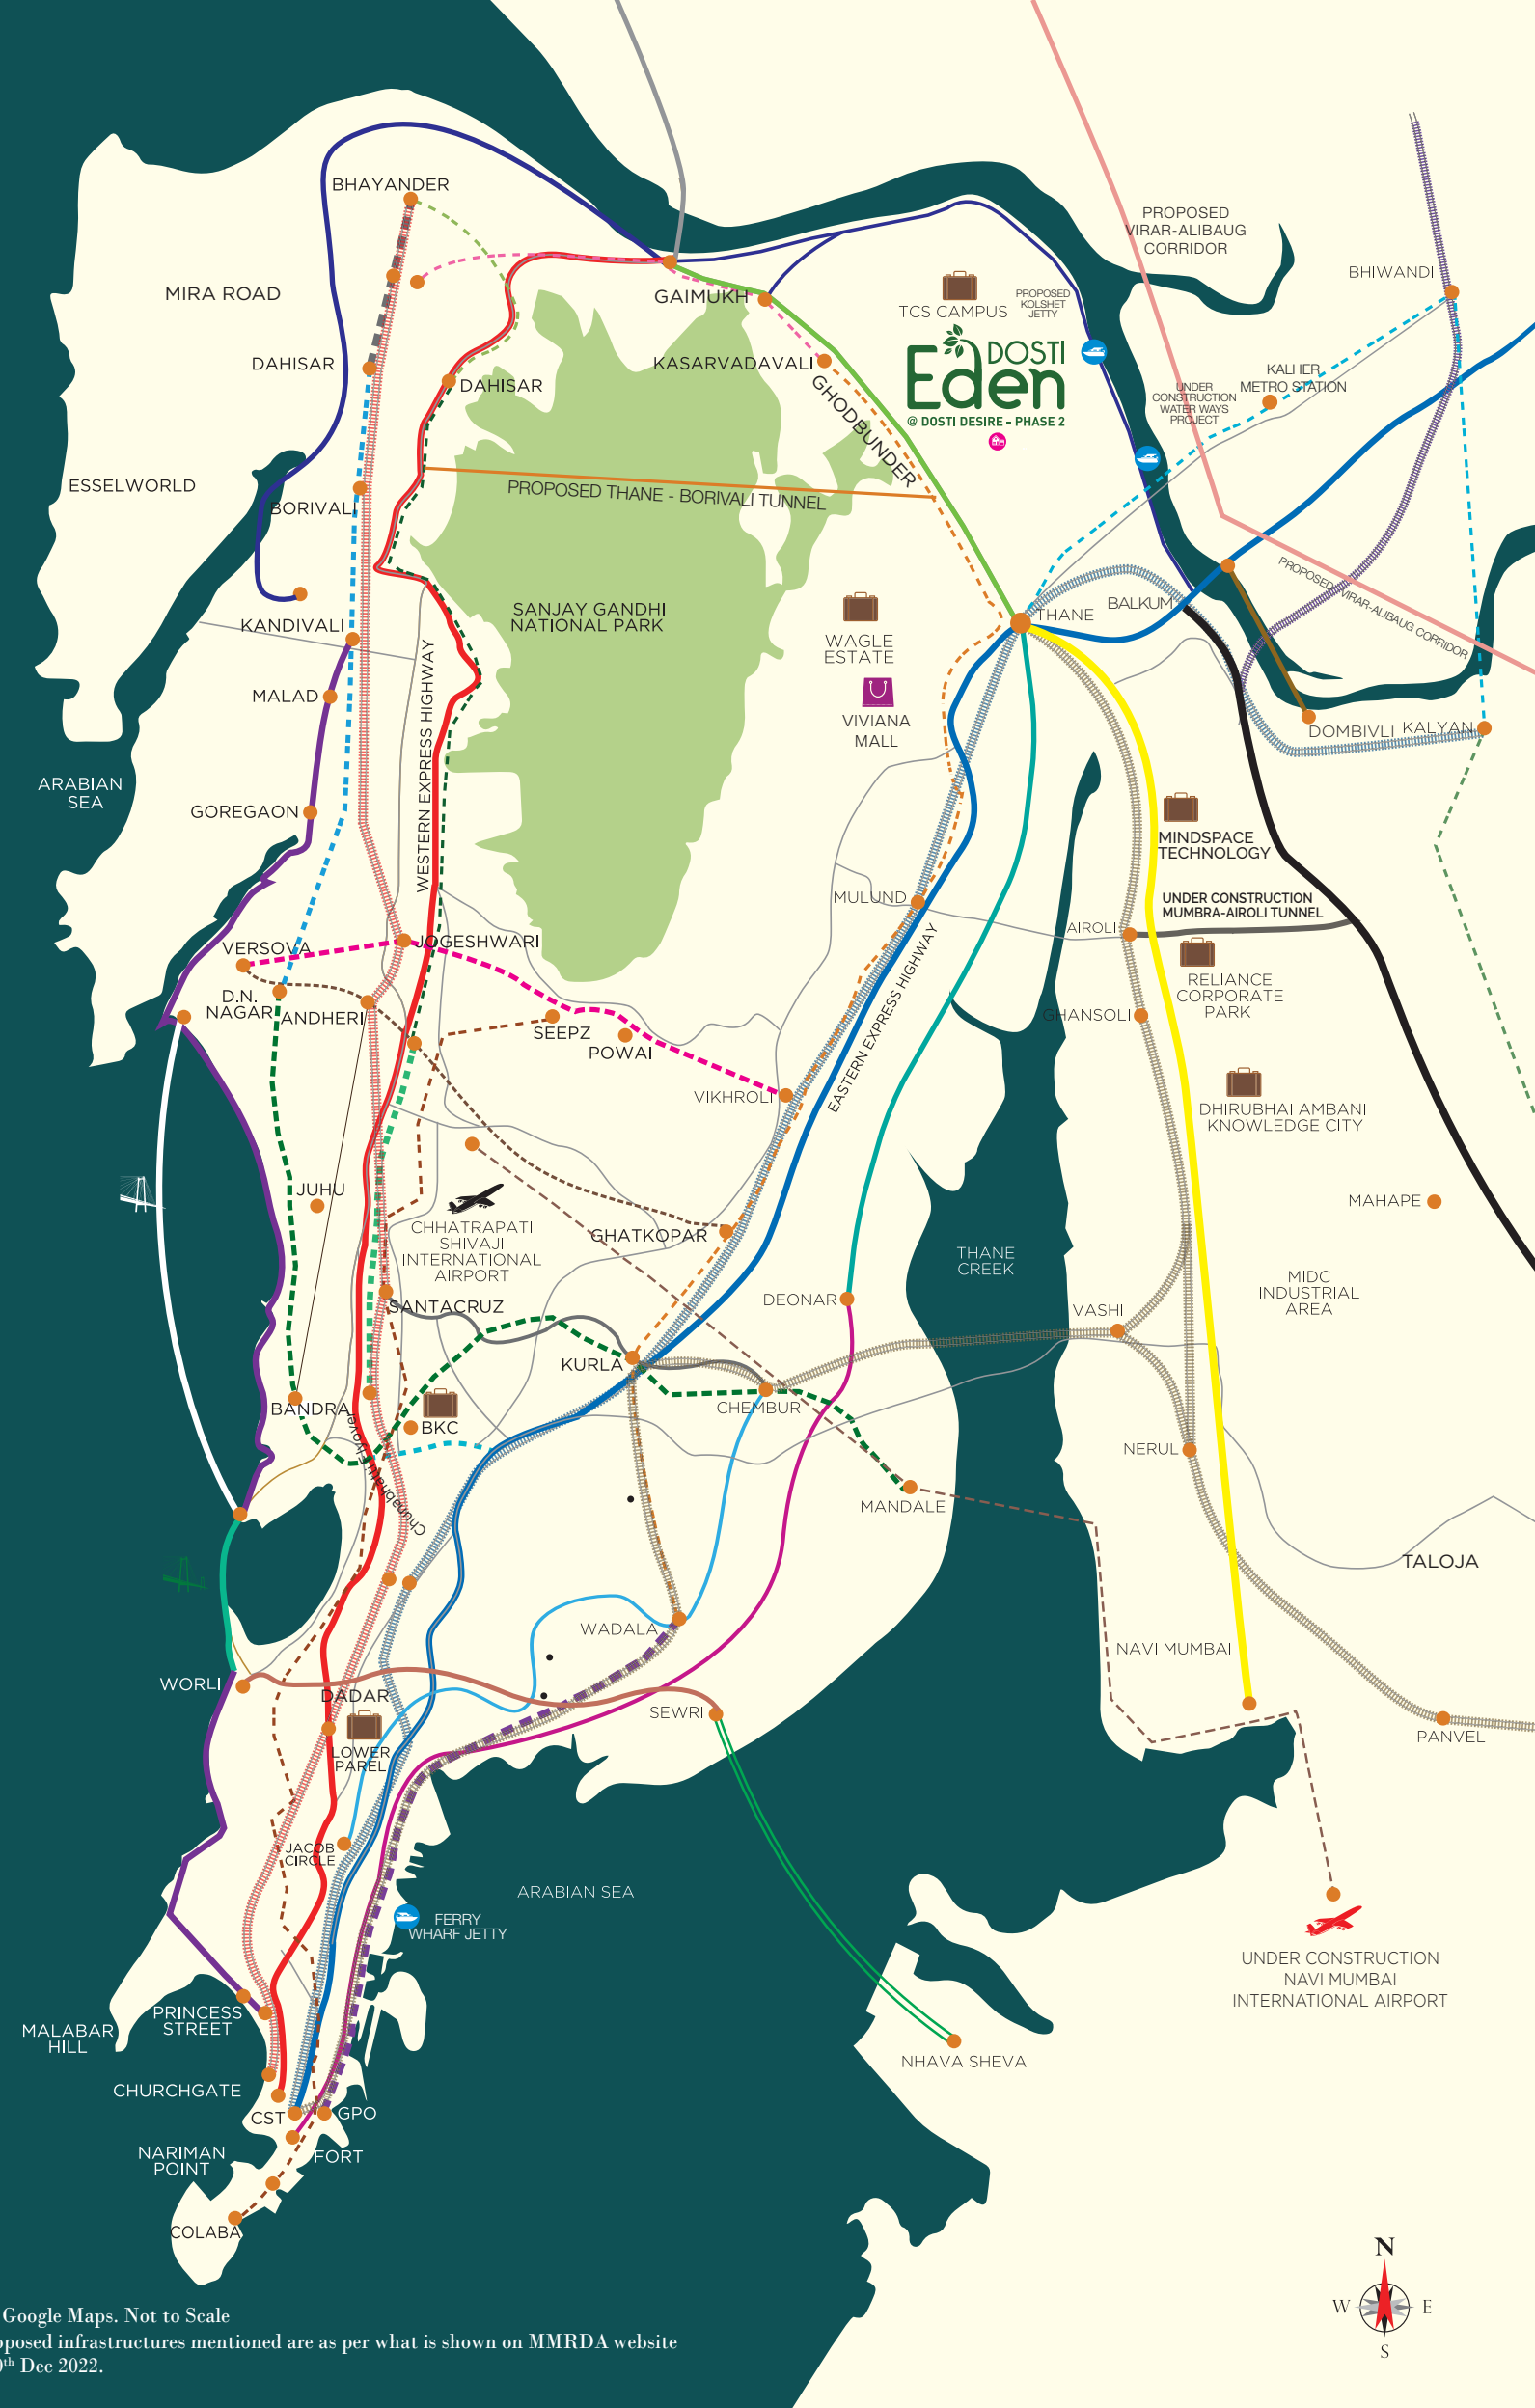 BHAYANDER
PROPOSED
VIRAR-ALIBAUG
CORRIDOR
BHIWANDI
MIRA ROAD
GAIMUKH
TCS CAMPUS
PROPOSED
KOLSHET
JETTY
DAHISAR
DAHISAR
KASARVADAVALI
DOSTI
Eden
@ DOSTI DESIRE - PHASE 2
GHODBUNDER
KALHER
METRO STATION
UNDER
CONSTRUCTION
WATER WAYS
PROJECT
ESSELWORLD
BORIVALI
PROPOSED THANE - BORIVALI TUNNEL
PROPOSED VIRAR-ALIBAUG CORRIDOR
SANJAY GANDHI
NATIONAL PARK
KANDIVALI
WAGLE
ESTATE
THANE
BALKUM
WESTERN EXPRESS HIGHWAY
MALAD
VIVIANA
MALL
DOMBIVLI
KALYAN
ARABIAN
SEA
GOREGAON
MINDSPACE
TECHNOLOGY
MULUND
UNDER CONSTRUCTION
MUMBRA-AIROLI TUNNEL
AIROLI
VERSOVA
JOGESHWARI
EASTERN EXPRESS HIGHWAY
RELIANCE
CORPORATE
PARK
D.N.
NAGAR
ANDHERI
SEEPZ
POWAI
GHANSOLI
VIKHROLI
DHIRUBHAI AMBANI
KNOWLEDGE CITY
JUHU
MAHAPE
CHHATRAPATI
SHIVAJI
INTERNATIONAL
AIRPORT
GHATKOPAR
THANE
CREEK
MIDC
INDUSTRIAL
AREA
DEONAR
SANTACRUZ
VASHI
KURLA
BANDRA
BKC
CHEMBUR
NERUL
Chunabhatti Flyover
MANDALE
TALOJA
WADALA
NAVI MUMBAI
WORLI
DADAR
SEWRI
LOWER
PAREL
PANVEL
JACOB
CIRCLE
ARABIAN SEA
FERRY
WHARF JETTY
UNDER CONSTRUCTION
NAVI MUMBAI
INTERNATIONAL AIRPORT
PRINCESS
STREET
MALABAR
HILL
NHAVA SHEVA
CHURCHGATE
CST
GPO
FORT
NARIMAN
POINT
COLABA
N
W
E
S
Google Maps. Not to Scale
posed infrastructures mentioned are as per what is shown on MMRDA website
th Dec 2022.